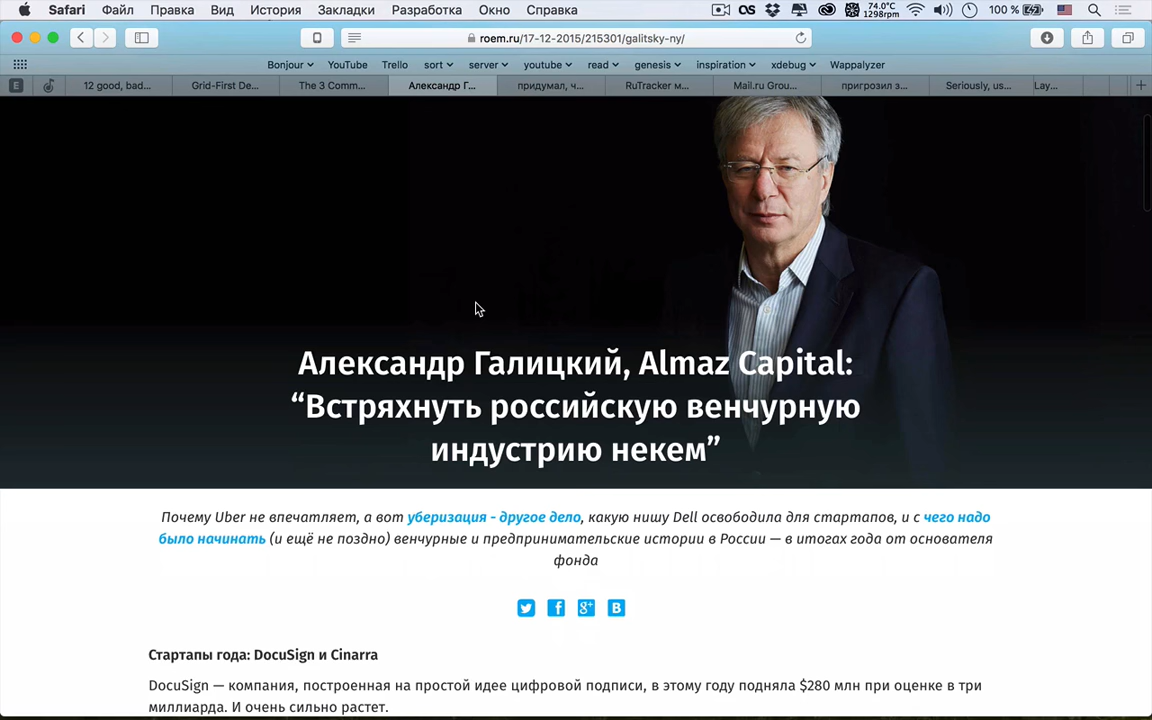 Safari Файл Правка Вид История Закладки Разработка Окно Справка 74.0°C 1298rpm 100 %
roem.ru/17-12-2015/215301/galitsky-ny/
Bonjour YouTube Trello sort server youtube read genesis inspiration xdebug Wappalyzer
E 12 good, bad... Grid-First De... The 3 Comm... Александр Г... придумал, ч... RuTracker м... Mail.ru Grou... пригрозил з... Seriously, us... Lay...
Александр Галицкий, Almaz Capital:
“Встряхнуть российскую венчурную
индустрию некем”
Почему Uber не впечатляет, а вот уберизация - другое дело, какую нишу Dell освободила для стартапов, и с чего надо
было начинать (и ещё не поздно) венчурные и предпринимательские истории в России — в итогах года от основателя
фонда
Стартапы года: DocuSign и Cinarra
DocuSign — компания, построенная на простой идее цифровой подписи, в этому году подняла $280 млн при оценке в три
миллиарда. И очень сильно растет.